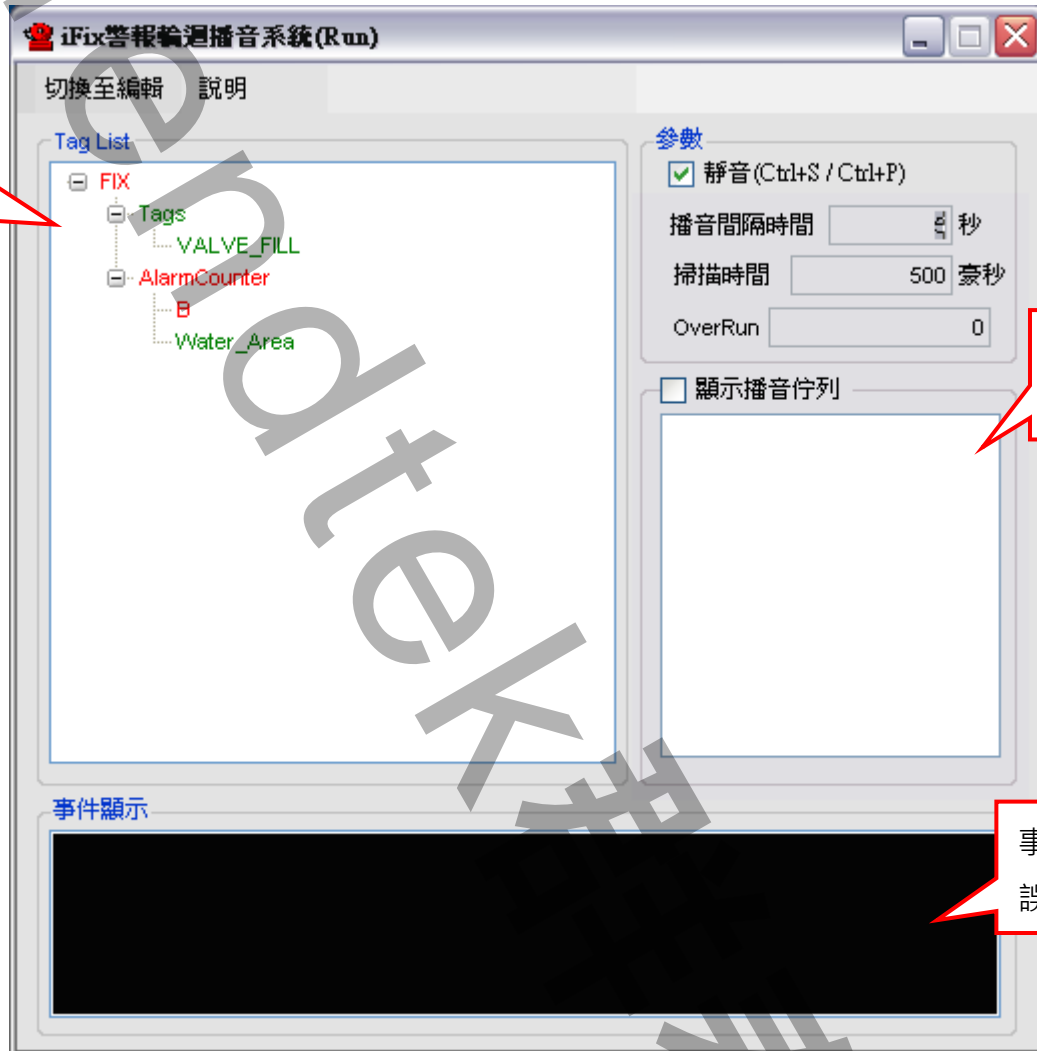 iFix警報輪迴播音系統(Run)
切換至編輯 說明
Tag List
FIX
Tags
VALVE_FILL
AlarmCounter
B
Water_Area
參數
靜音(Ctrl+S / Ctrl+P)
播音間隔時間 秒
掃描時間 500 豪秒
OverRun 0
顯示播音佇列
事件顯示
事
誤
endtek